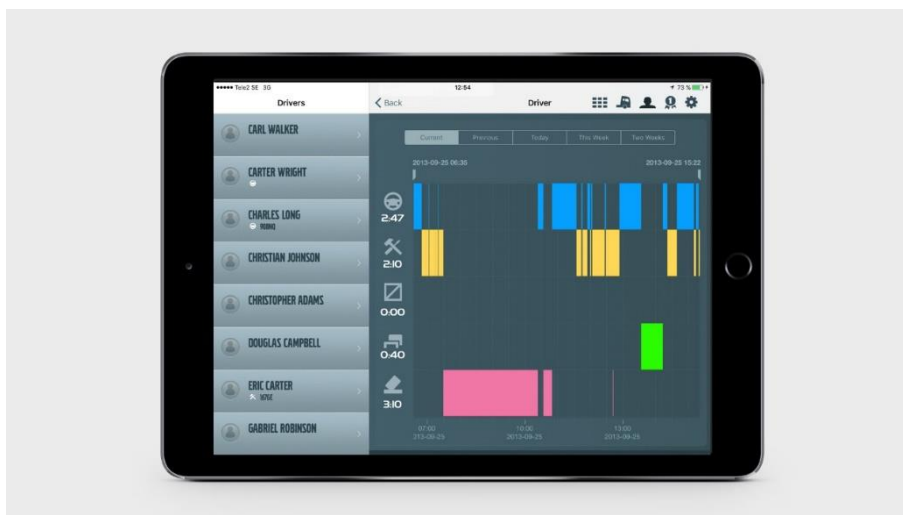 Tele2 SE 3G
12:54
73 %
Drivers
Back
Driver
CARL WALKER
CARTER WRIGHT
CHARLES LONG
CHRISTIAN JOHNSON
CHRISTOPHER ADAMS
DOUGLAS CAMPBELL
ERIC CARTER
GABRIEL ROBINSON
Current
Previous
Today
This Week
Two Weeks
2013-09-25 06:35
2013-09-25 15:22
2:47
2:10
0:00
0:40
3:10
07:00
213-09-25
10:00
2013-09-25
13:00
2013-09-25